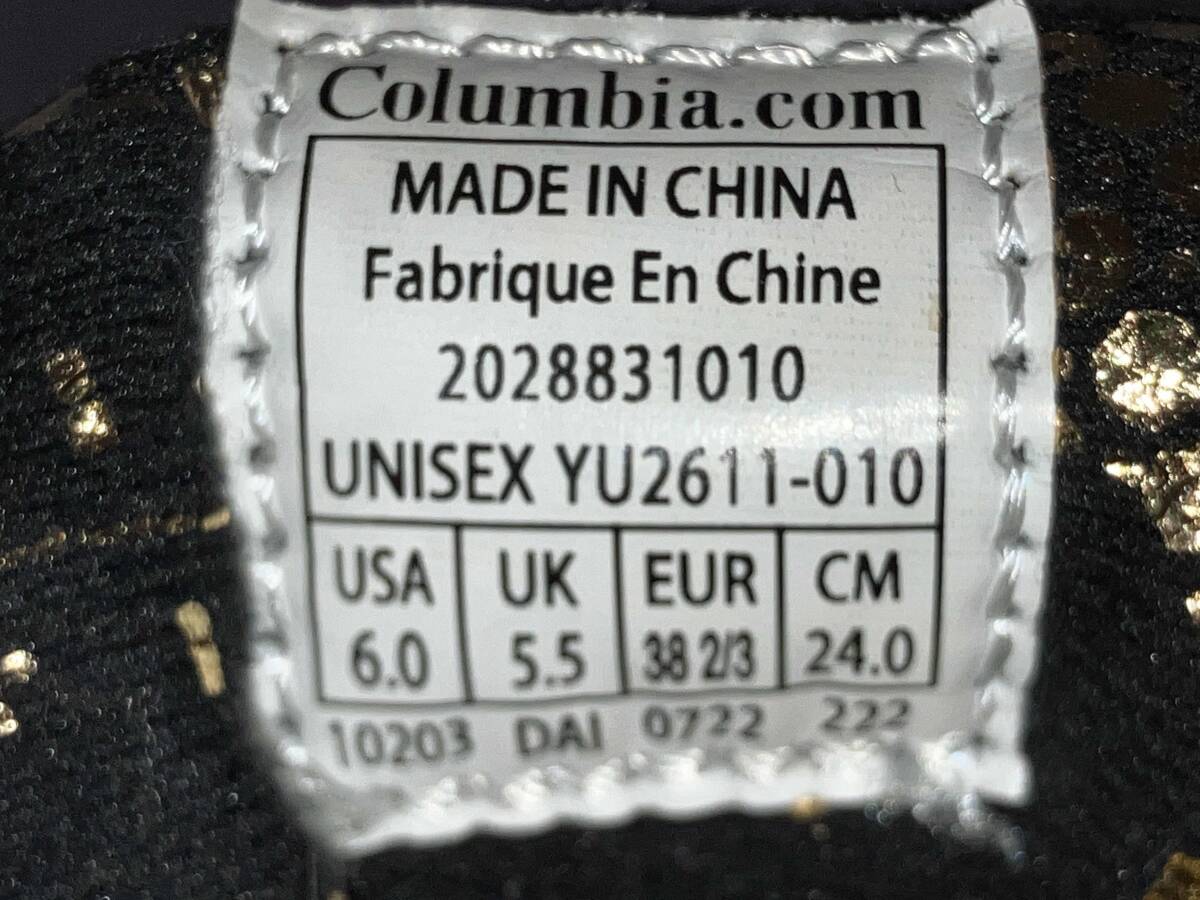 Columbia.com
MADE IN CHINA
Fabrique En Chine
2028831010
UNISEX YU2611-010
USA UK EUR CM
6.0 5.5 38 2/3 24.0
10203 DAI 0722 222